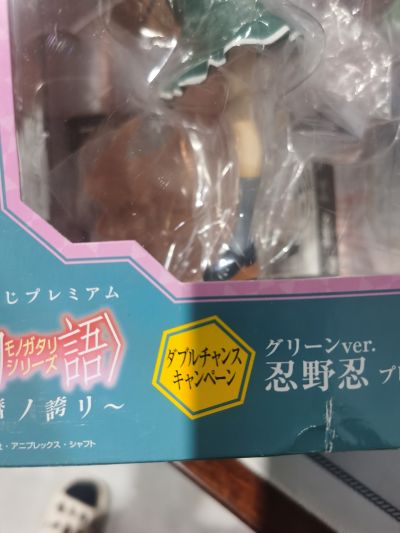 じプレミアム
モノガタリ
シリーズ
語〉
ノ誇リ～
社・アニプレックス・シャフト
ダブルチャンス
キャンペーン
グリーンver.
忍野忍 プ